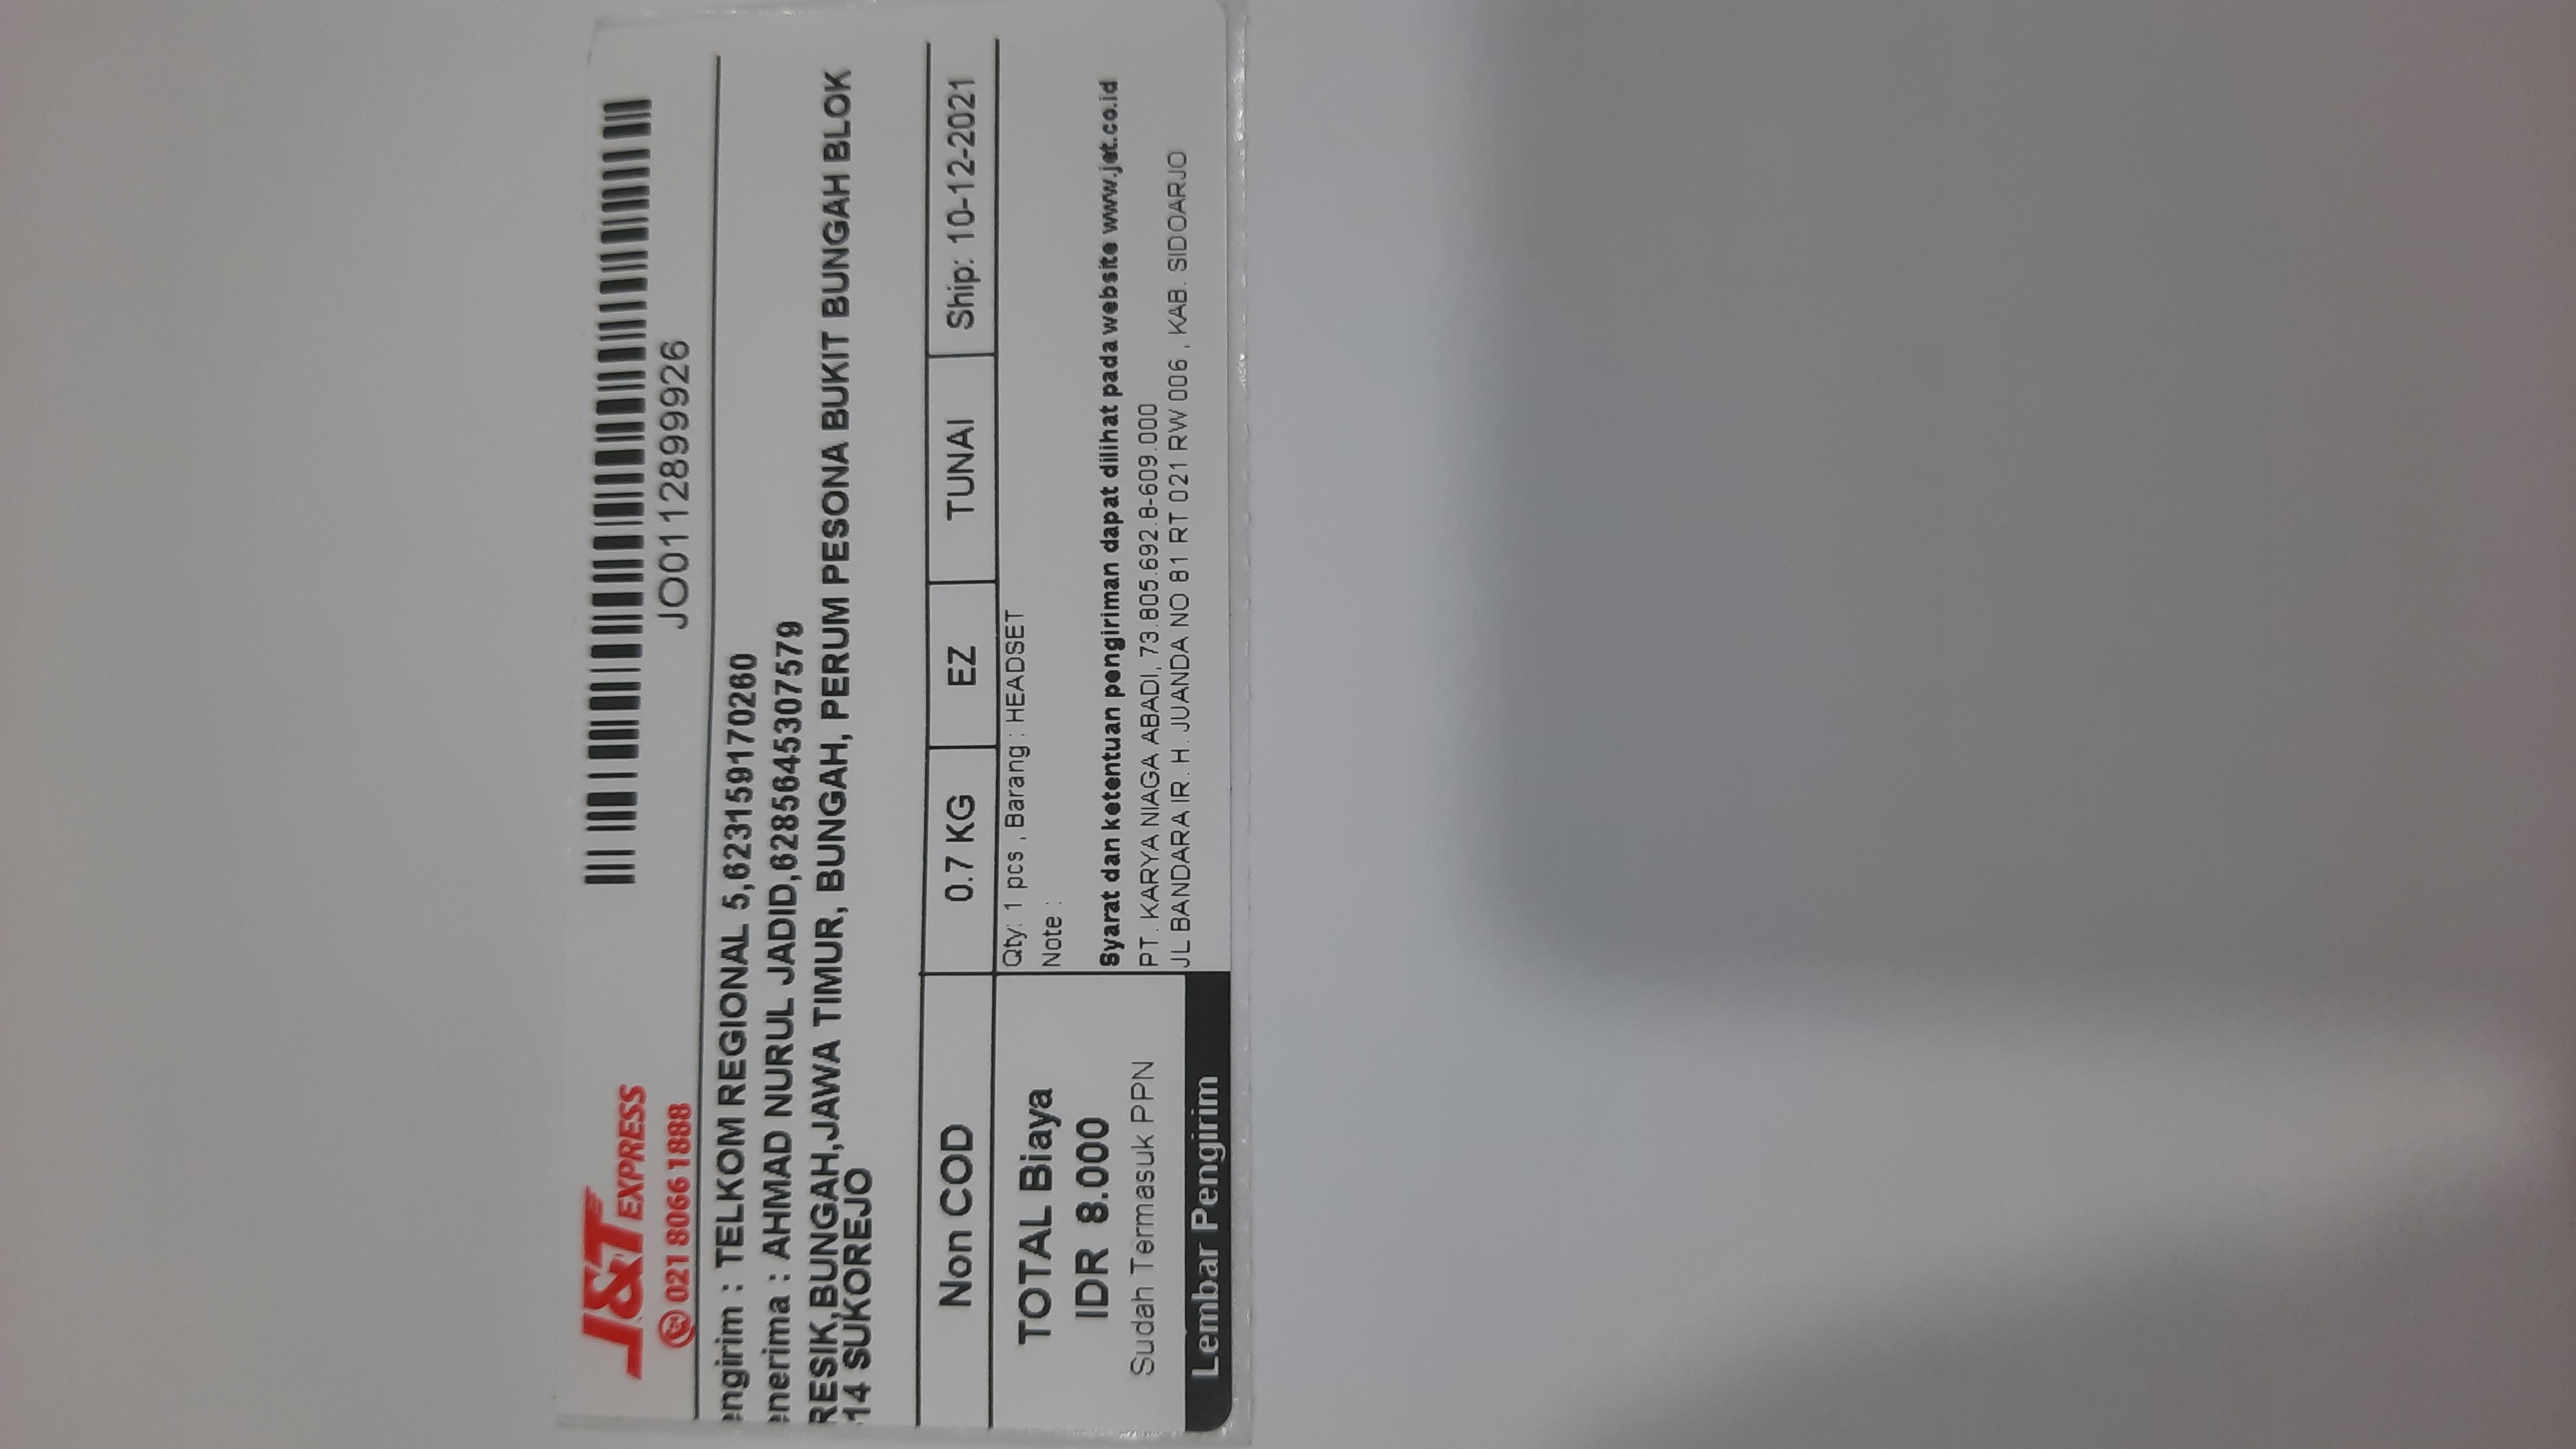 J&T EXPRESS
021 8066 1888
JO0112899926
engirim : TELKOM REGIONAL 5,623159170260
enerima : AHMAD NURUL JADID,6285645307579
RESIK,BUNGAH,JAWA TIMUR, BUNGAH, PERUM PESONA BUKIT BUNGAH BLOK
14 SUKOREJO
Non COD 0.7 KG EZ TUNAI Ship: 10-12-2021
TOTAL Biaya
IDR 8.000
Sudah Termasuk PPN
Lembar Pengirim
Qty: 1 pcs , Barang : HEADSET
Note :
Syarat dan ketentuan pengiriman dapat dilihat pada website www.jet.co.id
PT. KARYA NIAGA ABADI, 73.805.692.8-609.000
JL BANDARA IR. H. JUANDA NO 81 RT 021 RW 006 , KAB. SIDOARJO